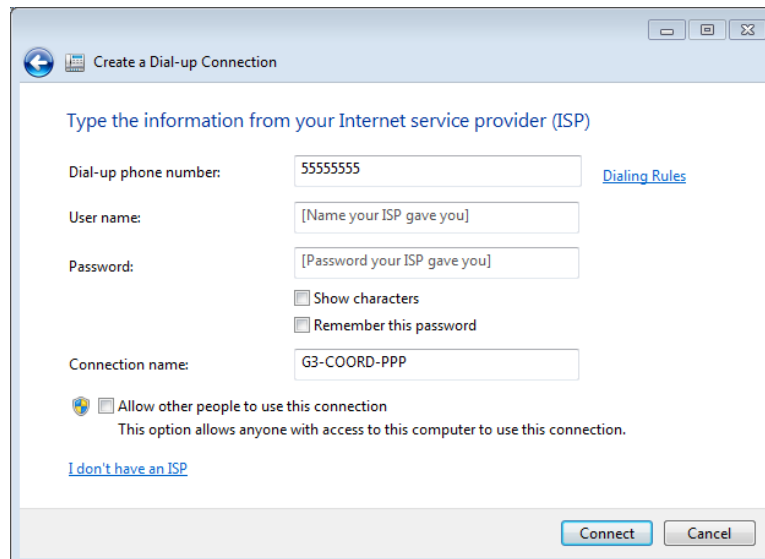 Create a Dial-up Connection
Type the information from your Internet service provider (ISP)
Dial-up phone number: 55555555 Dialing Rules
User name: [Name your ISP gave you]
Password: [Password your ISP gave you]
Show characters
Remember this password
Connection name: G3-COORD-PPP
Allow other people to use this connection
This option allows anyone with access to this computer to use this connection.
I don't have an ISP
Connect Cancel